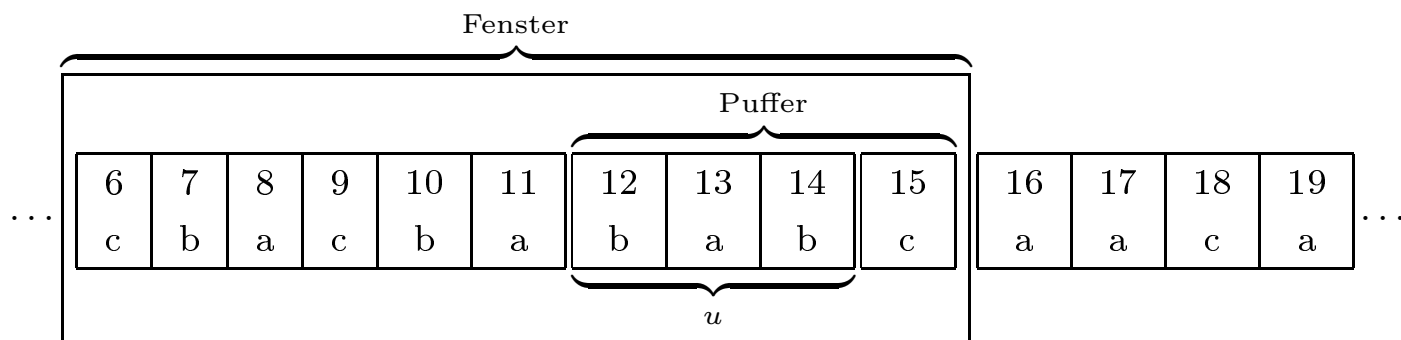 Fenster
Puffer
6 7 8 9 10 11 12 13 14 15 16 17 18 19
... c b a c b a b a b c a a c a ...
u